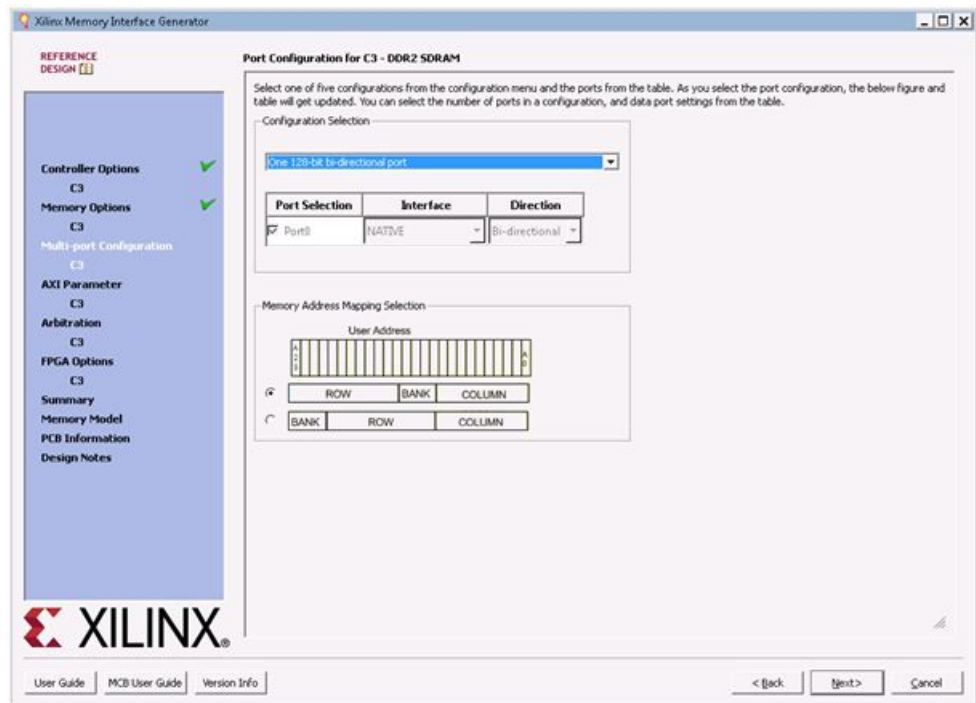 Xilinx Memory Interface Generator
REFERENCE
DESIGN
Controller Options
C3
Memory Options
C3
Multi-port Configuration
C3
AXI Parameter
C3
Arbitration
C3
FPGA Options
C3
Summary
Memory Model
PCB Information
Design Notes
XILINX®
Port Configuration for C3 - DDR2 SDRAM
Select one of five configurations from the configuration menu and the ports from the table. As you select the port configuration, the below figure and
table will get updated. You can select the number of ports in a configuration, and data port settings from the table.
Configuration Selection
One 128-bit bi-directional port
Port Selection Interface Direction
Port0 NATIVE Bi-directional
Memory Address Mapping Selection
User Address
A0
ROW BANK COLUMN
BANK ROW COLUMN
User Guide MCB User Guide Version Info < Back Next> Cancel